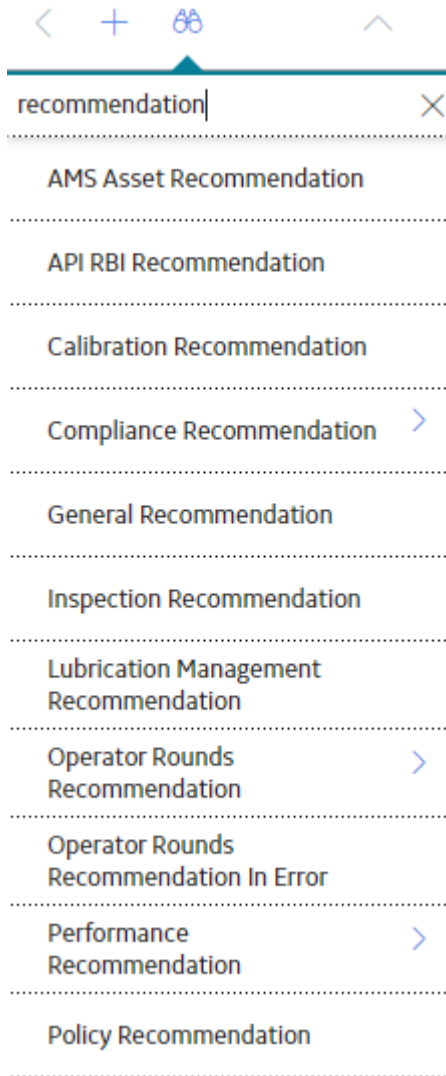 recommendation
AMS Asset Recommendation
API RBI Recommendation
Calibration Recommendation
Compliance Recommendation
General Recommendation
Inspection Recommendation
Lubrication Management
Recommendation
Operator Rounds
Recommendation
Operator Rounds
Recommendation In Error
Performance
Recommendation
Policy Recommendation